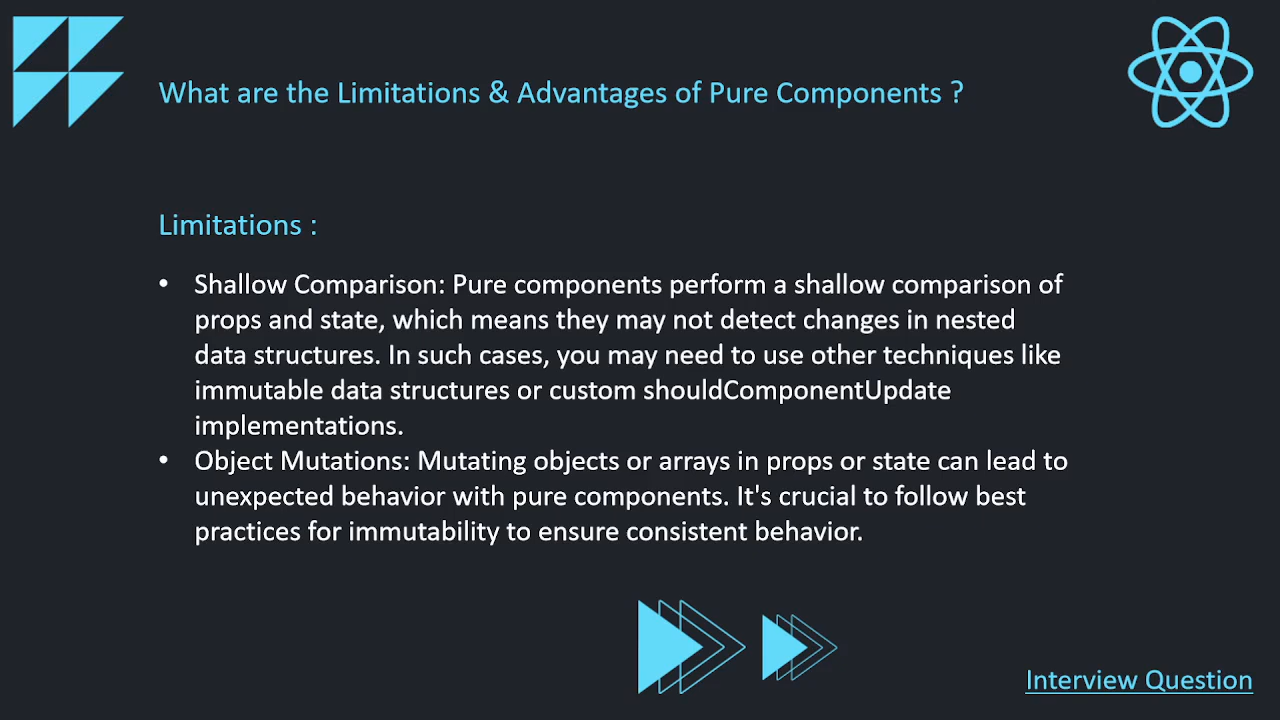 What are the Limitations & Advantages of Pure Components ?
Limitations :
• Shallow Comparison: Pure components perform a shallow comparison of
props and state, which means they may not detect changes in nested
data structures. In such cases, you may need to use other techniques like
immutable data structures or custom shouldComponentUpdate
implementations.
• Object Mutations: Mutating objects or arrays in props or state can lead to
unexpected behavior with pure components. It's crucial to follow best
practices for immutability to ensure consistent behavior.
Interview Question